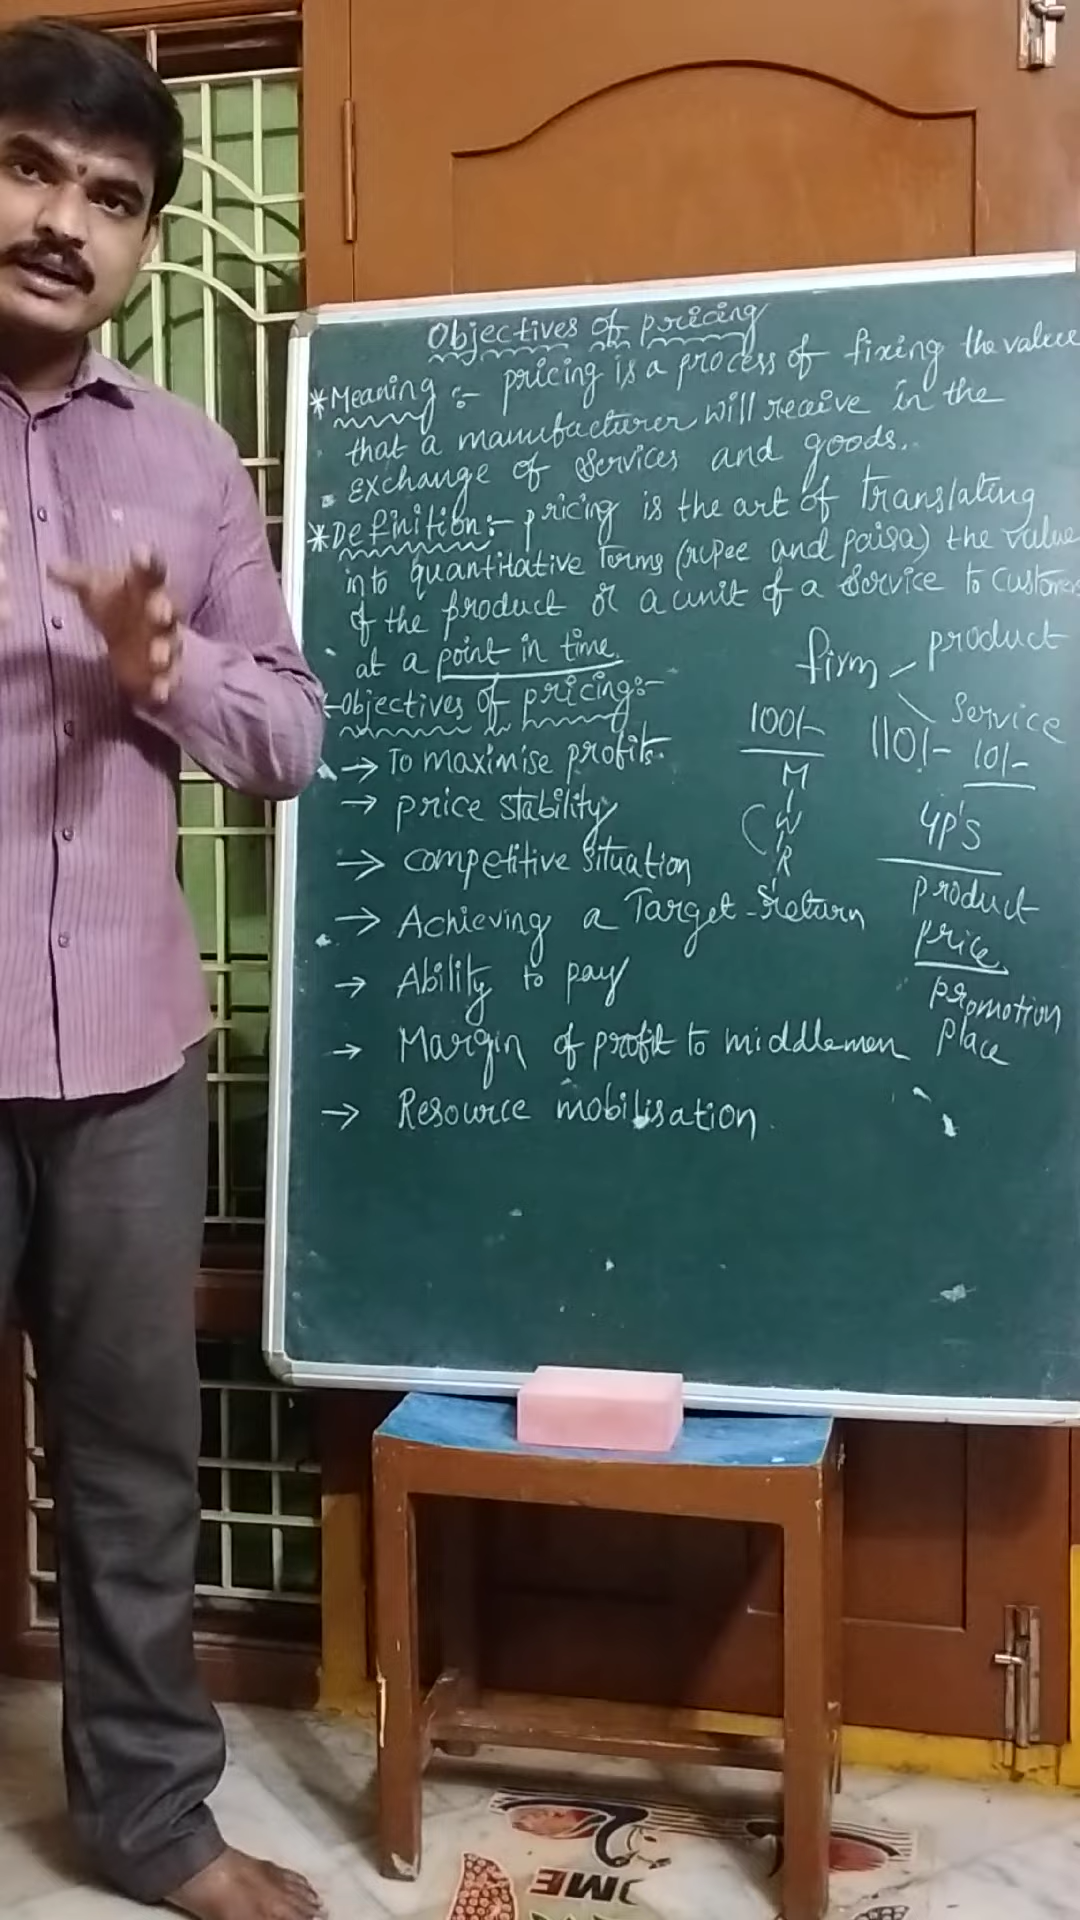 Objectives of pricing
*Meaning :- pricing is a process of fixing the value
that a manufacturer will receive in the
exchange of Services and goods.
*Definition:- pricing is the art of Translating
into quantitative Terms (rupee and paisa) the value
of the product or a unit of a Service to customer
at a point in time.
firm
product
Service
Objectives of pricing:-
100/-
110/-
10/-
→ To maximise profits.
M
→ price stability
W
4p's
→ competitive situation
R
→ Achieving a Target-return
product
price
→ Ability to pay
promotion
→ Margin of profit to middlemen
place
→ Resource mobilisation